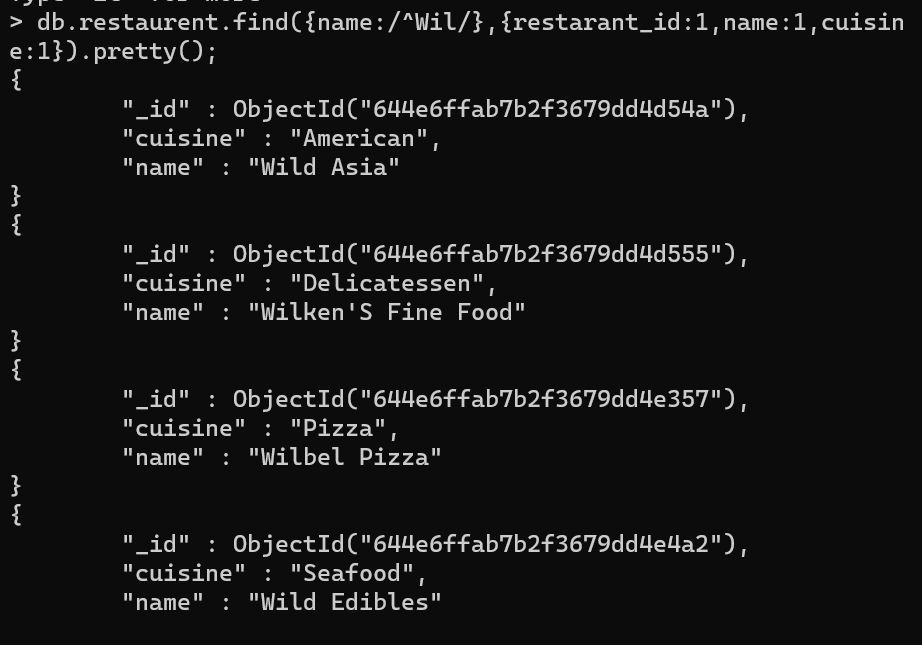 > db.restaurent.find({name:/^Wil/},{restarant_id:1,name:1,cuisin
e:1}).pretty();
{
        "_id" : ObjectId("644e6ffab7b2f3679dd4d54a"),
        "cuisine" : "American",
        "name" : "Wild Asia"
}
{
        "_id" : ObjectId("644e6ffab7b2f3679dd4d555"),
        "cuisine" : "Delicatessen",
        "name" : "Wilken'S Fine Food"
}
{
        "_id" : ObjectId("644e6ffab7b2f3679dd4e357"),
        "cuisine" : "Pizza",
        "name" : "Wilbel Pizza"
}
{
        "_id" : ObjectId("644e6ffab7b2f3679dd4e4a2"),
        "cuisine" : "Seafood",
        "name" : "Wild Edibles"